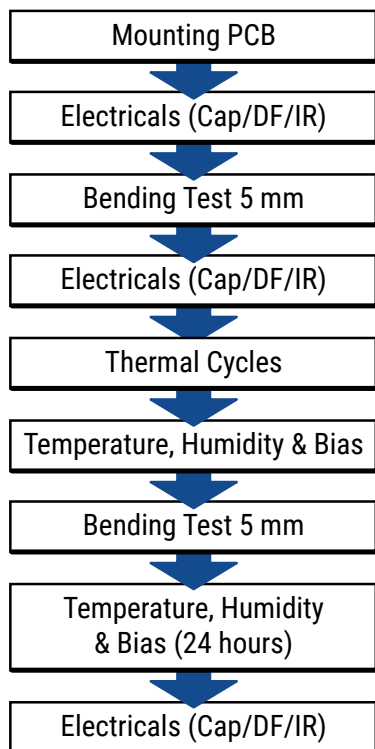 Mounting PCB
Electricals (Cap/DF/IR)
Bending Test 5 mm
Electricals (Cap/DF/IR)
Thermal Cycles
Temperature, Humidity & Bias
Bending Test 5 mm
Temperature, Humidity
& Bias (24 hours)
Electricals (Cap/DF/IR)